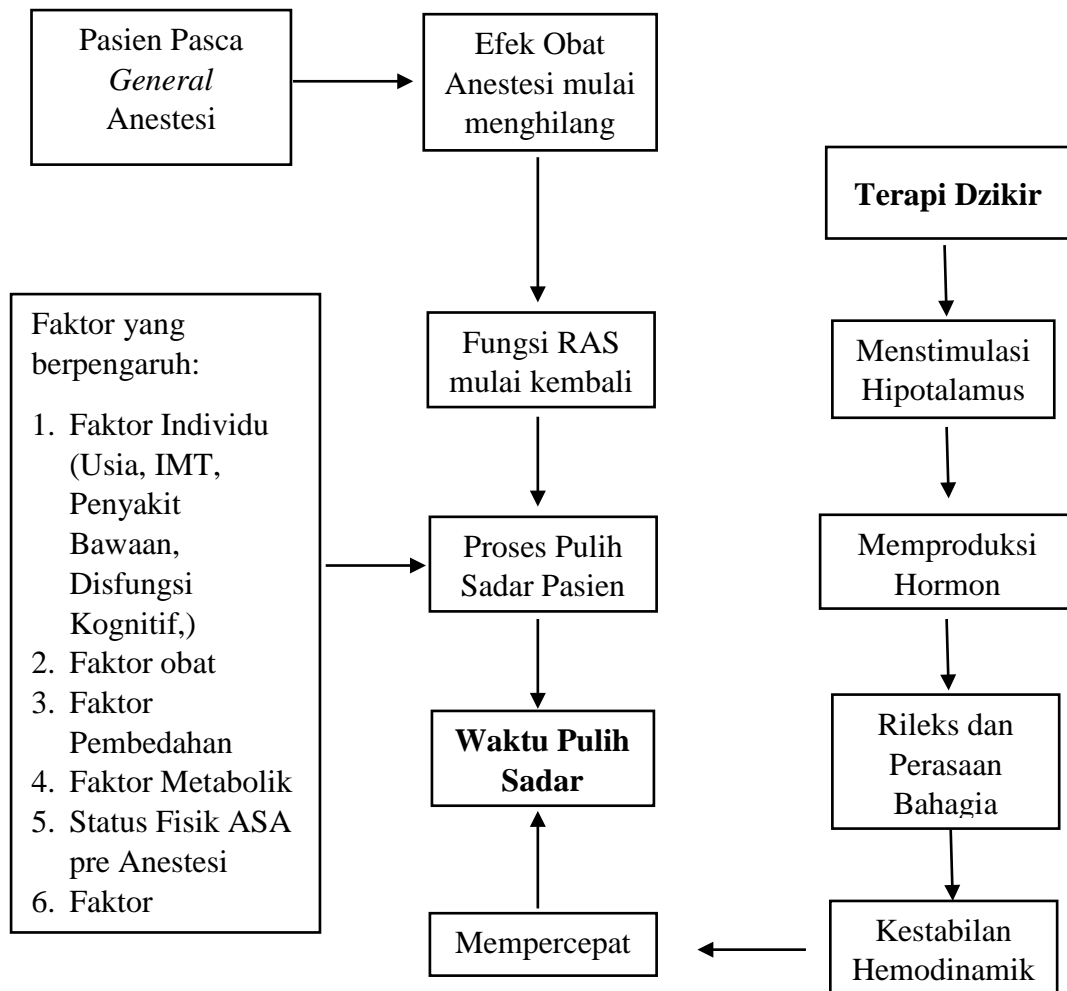 Pasien Pasca
General
Anestesi
Efek Obat
Anestesi mulai
menghilang
Terapi Dzikir
Faktor yang
berpengaruh:
1. Faktor Individu
(Usia, IMT,
Penyakit
Bawaan,
Disfungsi
Kognitif,)
2. Faktor obat
3. Faktor
Pembedahan
4. Faktor Metabolik
5. Status Fisik ASA
pre Anestesi
6. Faktor
Fungsi RAS
mulai kembali
Menstimulasi
Hipotalamus
Proses Pulih
Sadar Pasien
Memproduksi
Hormon
Waktu Pulih
Sadar
Rileks dan
Perasaan
Bahagia
Mempercepat
Kestabilan
Hemodinamik